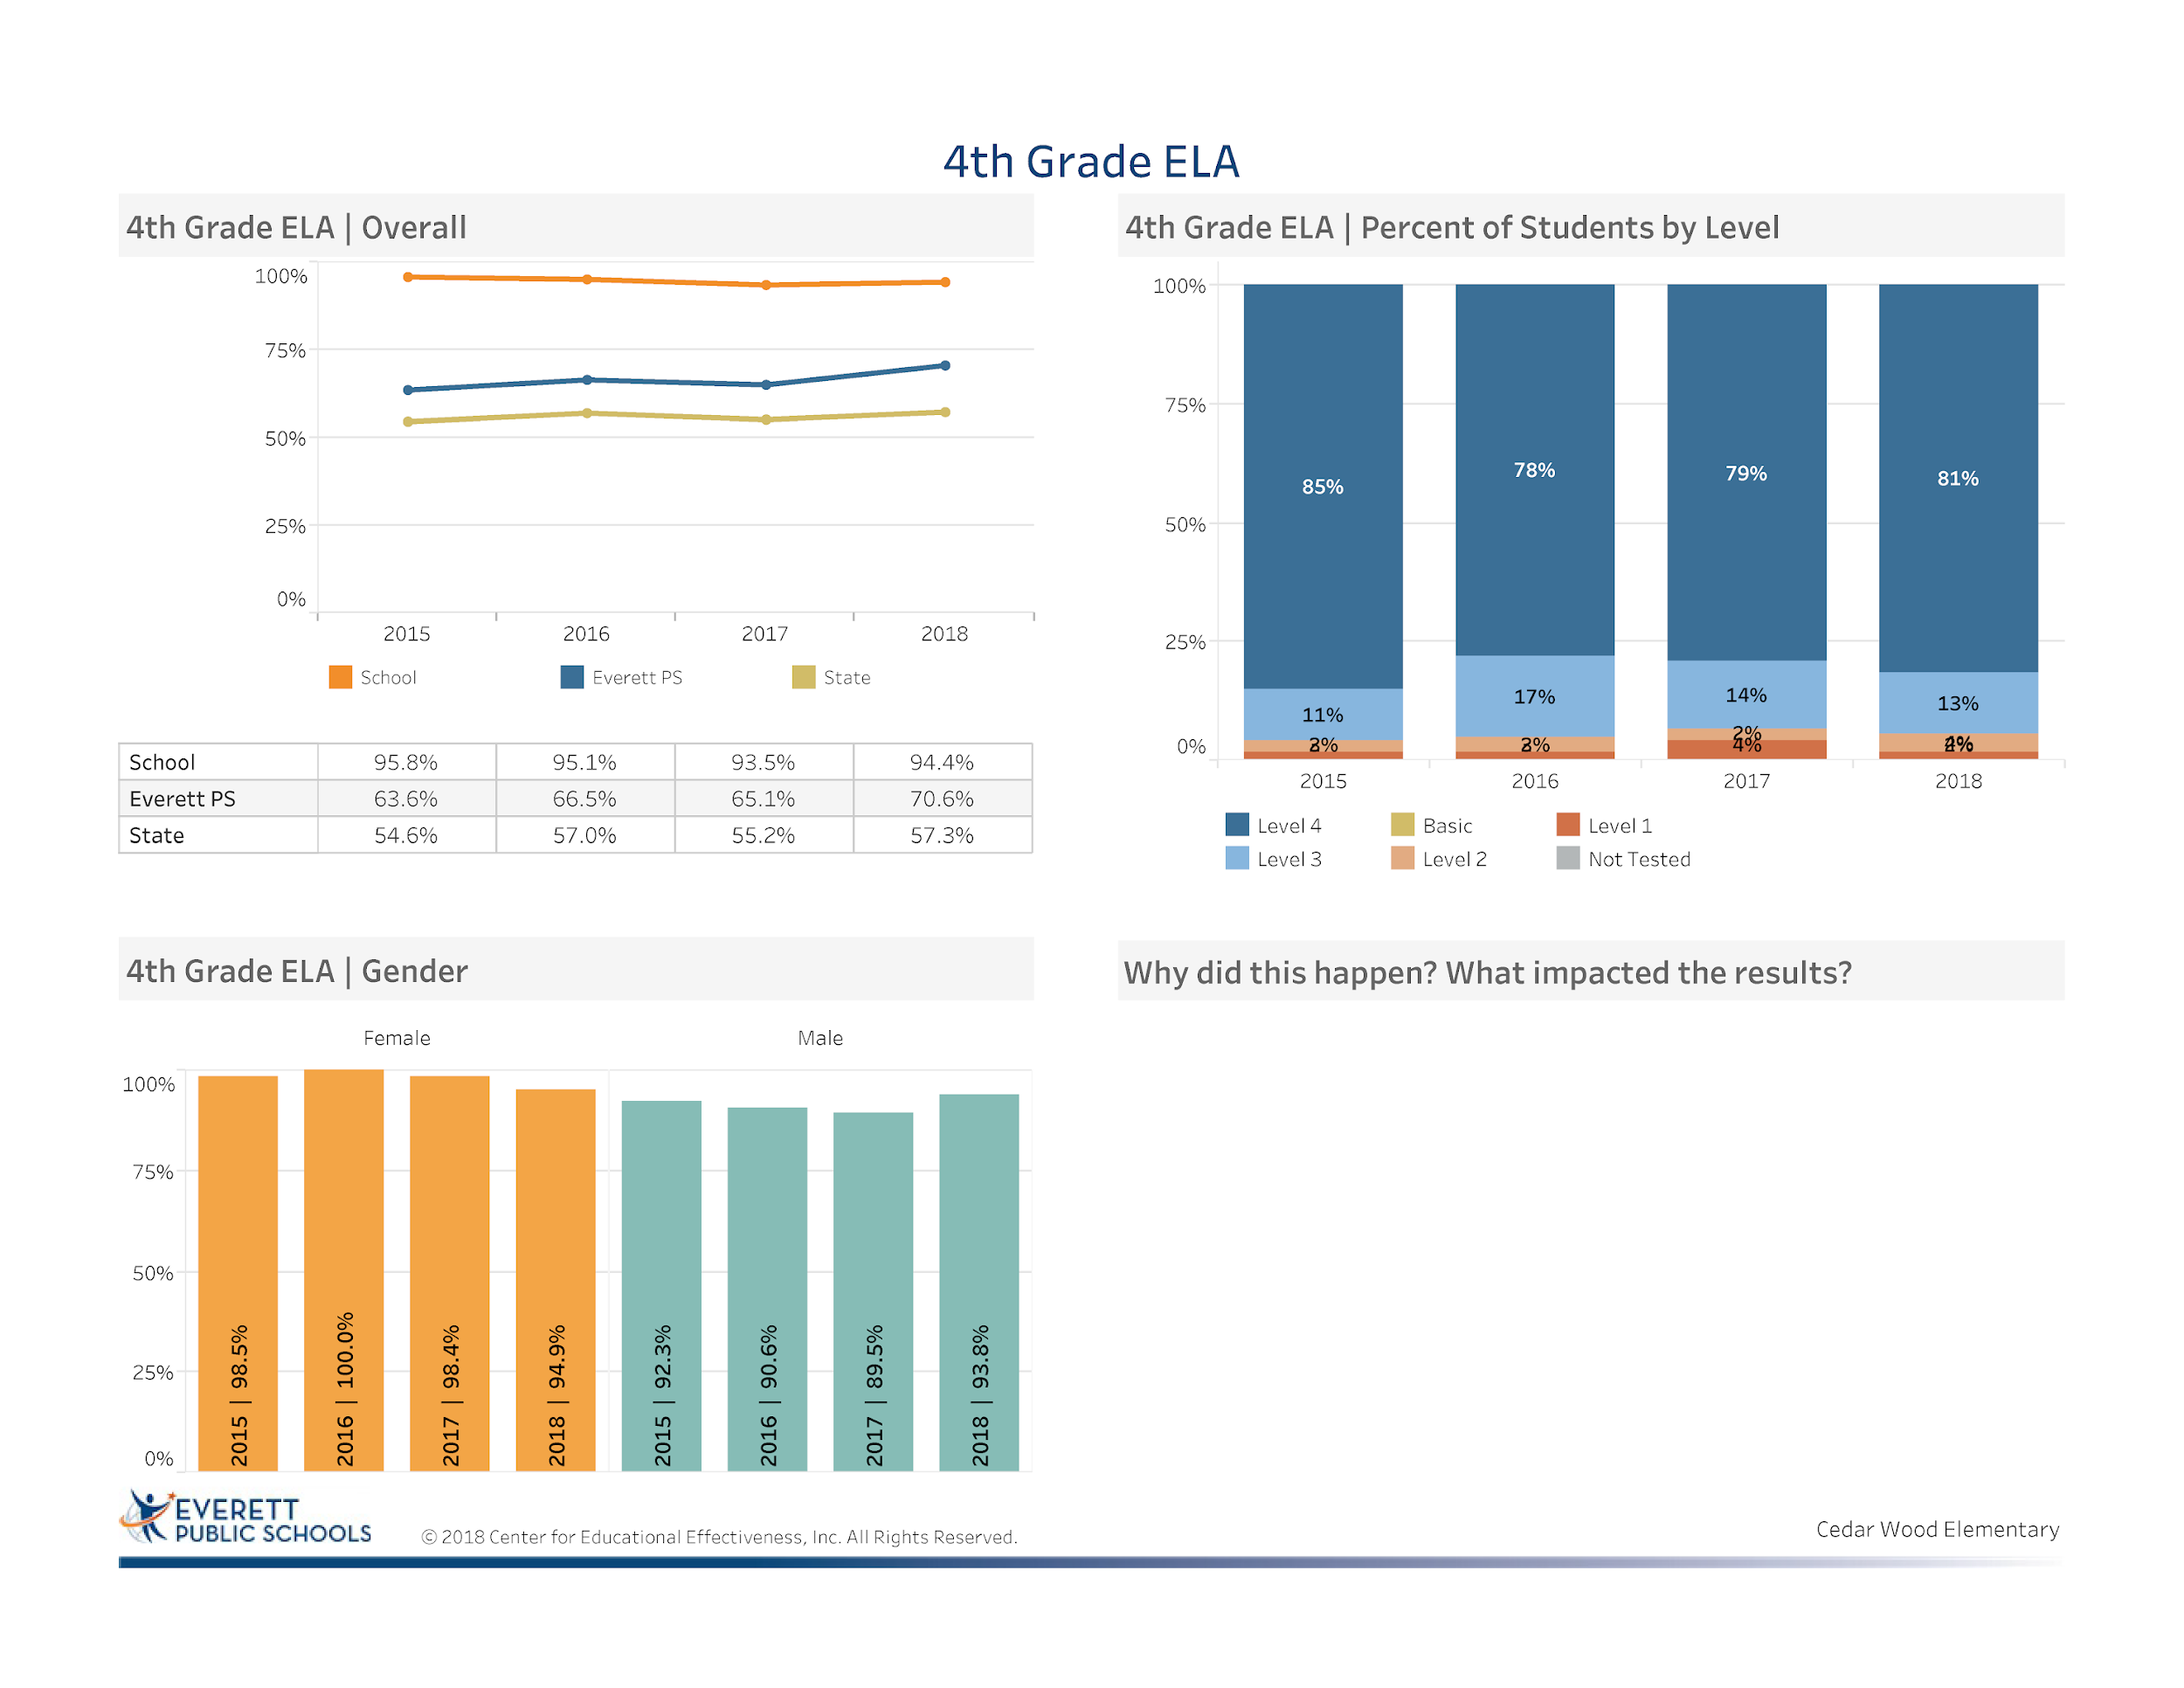 4th Grade ELA
4th Grade ELA | Overall
100%
75%
50%
25%
0%
2015 2016 2017 2018
School Everett PS State
School 95.8% 95.1% 93.5% 94.4%
Everett PS 63.6% 66.5% 65.1% 70.6%
State 54.6% 57.0% 55.2% 57.3%
4th Grade ELA | Percent of Students by Level
100%
75%
50%
25%
0%
85% 78% 79% 81%
11% 17% 14% 13%
2%
4%
2015 2016 2017 2018
Level 4 Basic Level 1
Level 3 Level 2 Not Tested
4th Grade ELA | Gender
Female Male
100%
75%
50%
25%
0%
2015 | 98.5%
2016 | 100.0%
2017 | 98.4%
2018 | 94.9%
2015 | 92.3%
2016 | 90.6%
2017 | 89.5%
2018 | 93.8%
Why did this happen? What impacted the results?
EVERETT
PUBLIC SCHOOLS
© 2018 Center for Educational Effectiveness, Inc. All Rights Reserved.
Cedar Wood Elementary